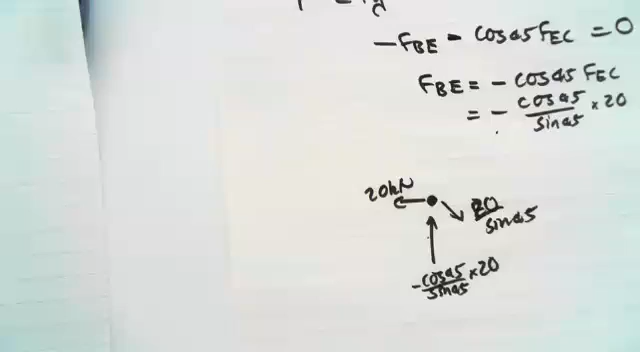 -FBE - cos45 FEC = 0
FBE = - cos45 FEC
= - cos45/sin45 × 20
20kN
20/sin45
-cos45/sin45 × 20